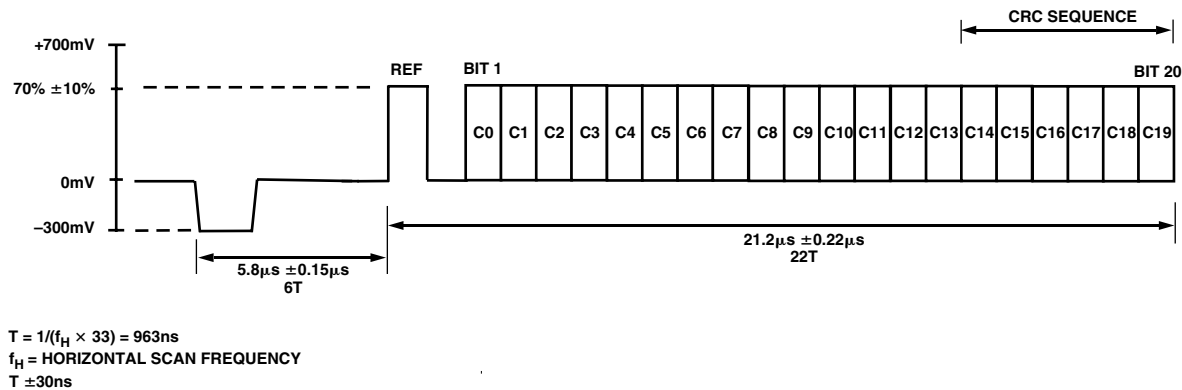 CRC SEQUENCE
+700mV
REF
BIT 1
BIT 20
70% ±10%
C0 C1 C2 C3 C4 C5 C6 C7 C8 C9 C10 C11 C12 C13 C14 C15 C16 C17 C18 C19
0mV
–300mV
21.2µs ±0.22µs
22T
5.8µs ±0.15µs
6T
T = 1/(fH × 33) = 963ns
fH = HORIZONTAL SCAN FREQUENCY
T ±30ns